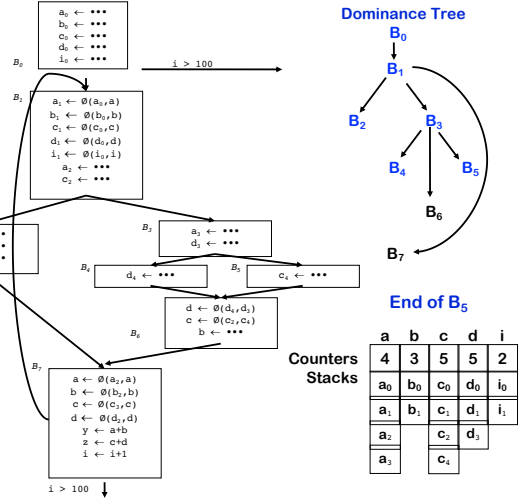 a₀ ← •••
b₀ ← •••
c₀ ← •••
d₀ ← •••
i₀ ← •••
B₀
i > 100
B₁
a₁ ← Ø(a₀,a)
b₁ ← Ø(b₀,b)
c₁ ← Ø(c₀,c)
d₁ ← Ø(d₀,d)
i₁ ← Ø(i₀,i)
a₂ ← •••
c₂ ← •••
B₃
a₃ ← •••
d₃ ← •••
B₄
d₄ ← •••
B₅
c₄ ← •••
d ← Ø(d₄,d₃)
c ← Ø(c₂,c₄)
b ← •••
B₆
B₇
a ← Ø(a₂,a)
b ← Ø(b₂,b)
c ← Ø(c₃,c)
d ← Ø(d₂,d)
y ← a+b
z ← c+d
i ← i+1
i > 100
Dominance Tree
B₀
B₁
B₂ B₃
B₄ B₅
B₆
B₇
End of B₅
a b c d i
Counters 4 3 5 5 2
Stacks
a₀ b₀ c₀ d₀ i₀
a₁ b₁ c₁ d₁ i₁
a₂ c₂ d₃
a₃ c₄